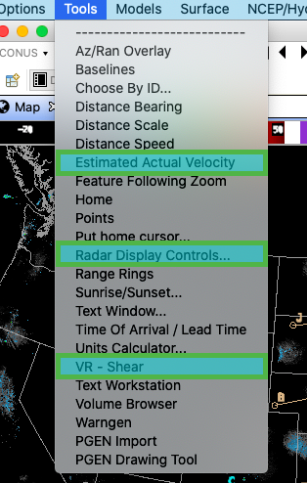 Options Tools Models Surface NCEP/Hy
CONUS
Map
-20
50
Az/Ran Overlay
Baselines
Choose By ID...
Distance Bearing
Distance Scale
Distance Speed
Estimated Actual Velocity
Feature Following Zoom
Home
Points
Put home cursor...
Radar Display Controls...
Range Rings
Sunrise/Sunset...
Text Window...
Time Of Arrival / Lead Time
Units Calculator...
VR - Shear
Text Workstation
Volume Browser
Warngen
PGEN Import
PGEN Drawing Tool
J
B
C